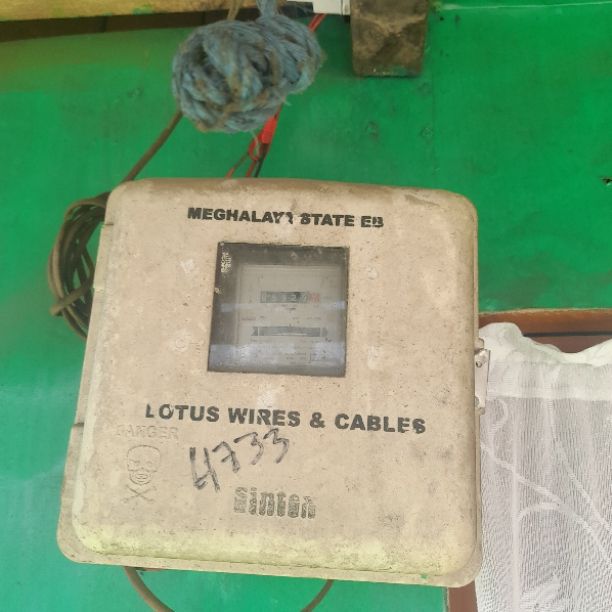 MEGHALAYA STATE EB
LOTUS WIRES & CABLES
DANGER
4733
Sinton